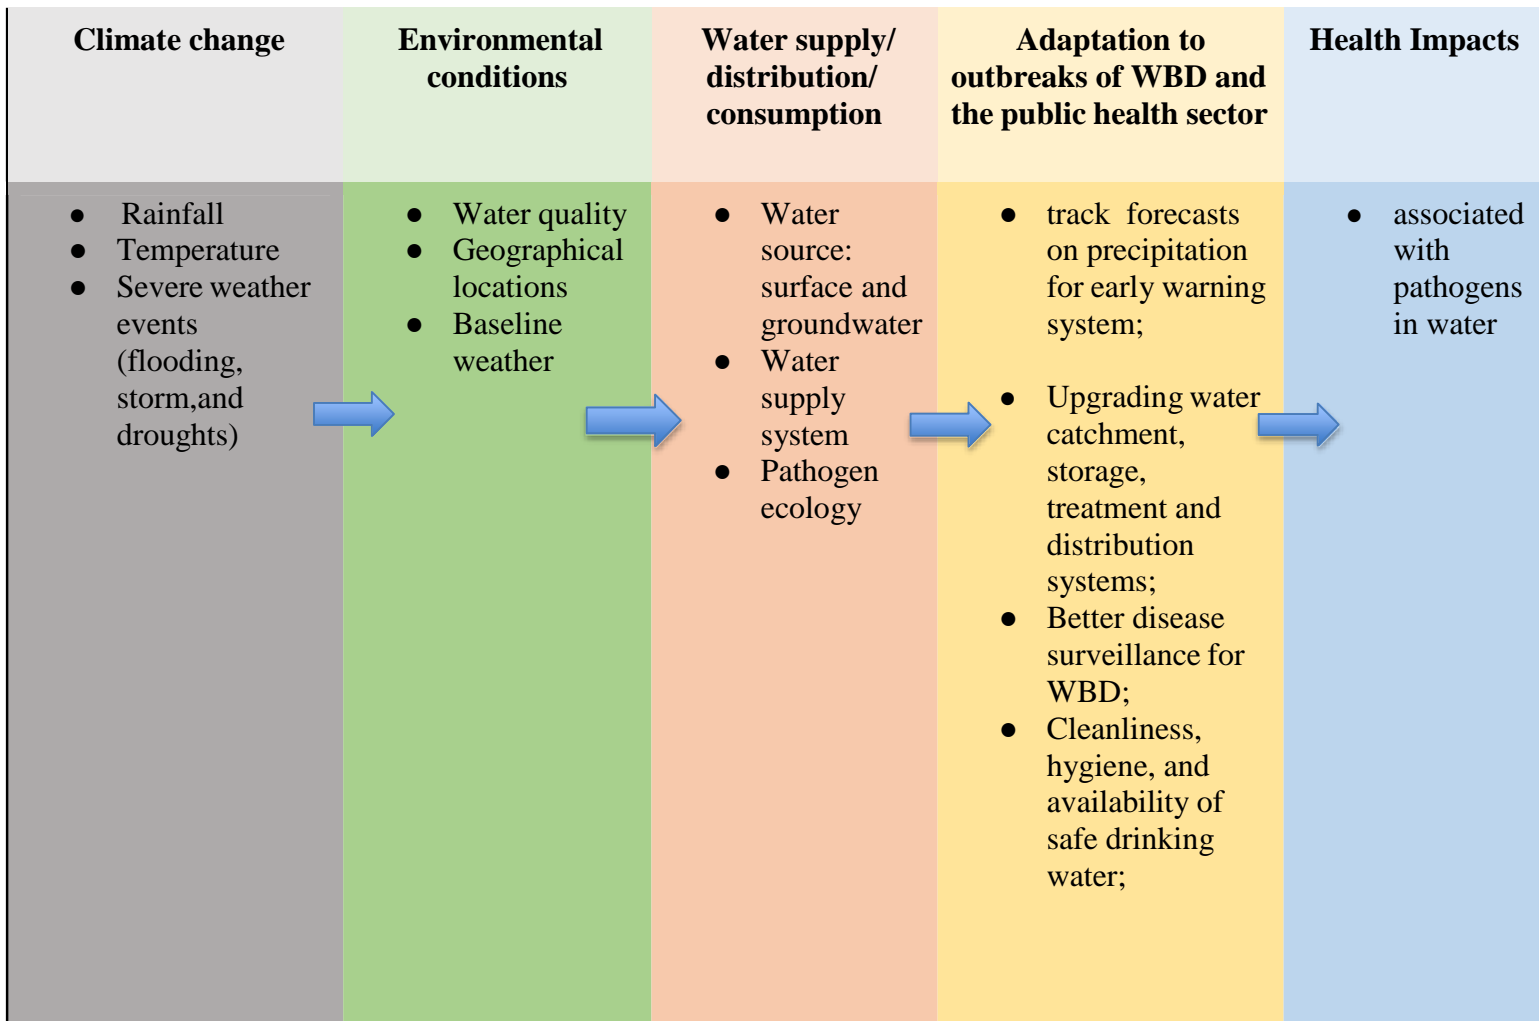 Climate change
Environmental
conditions
Water supply/
distribution/
consumption
Adaptation to
outbreaks of WBD and
the public health sector
Health Impacts
● Rainfall
● Temperature
● Severe weather
events
(flooding,
storm,and
droughts)
● Water quality
● Geographical
locations
● Baseline
weather
● Water
source:
surface and
groundwater
● Water
supply
system
● Pathogen
ecology
● track forecasts
on precipitation
for early warning
system;
● Upgrading water
catchment,
storage,
treatment and
distribution
systems;
● Better disease
surveillance for
WBD;
● Cleanliness,
hygiene, and
availability of
safe drinking
water;
● associated
with
pathogens
in water